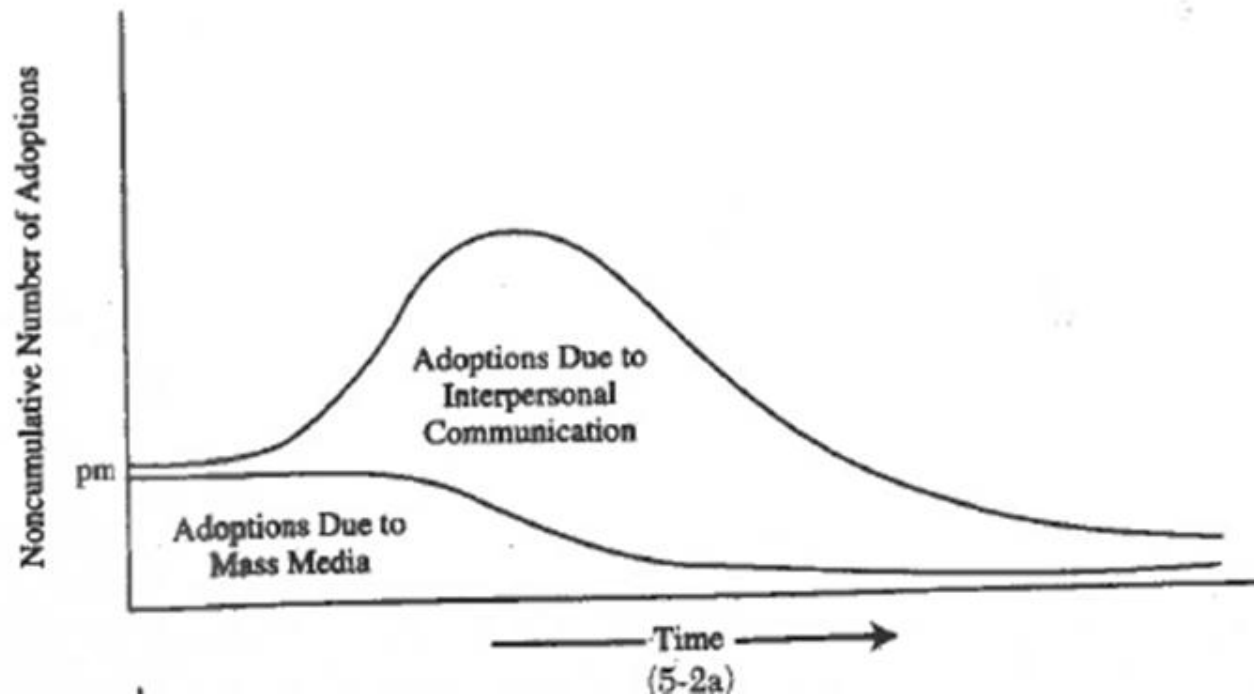 Noncumulative Number of Adoptions
pm
Adoptions Due to
Interpersonal
Communication
Adoptions Due to
Mass Media
Time
(5-2a)